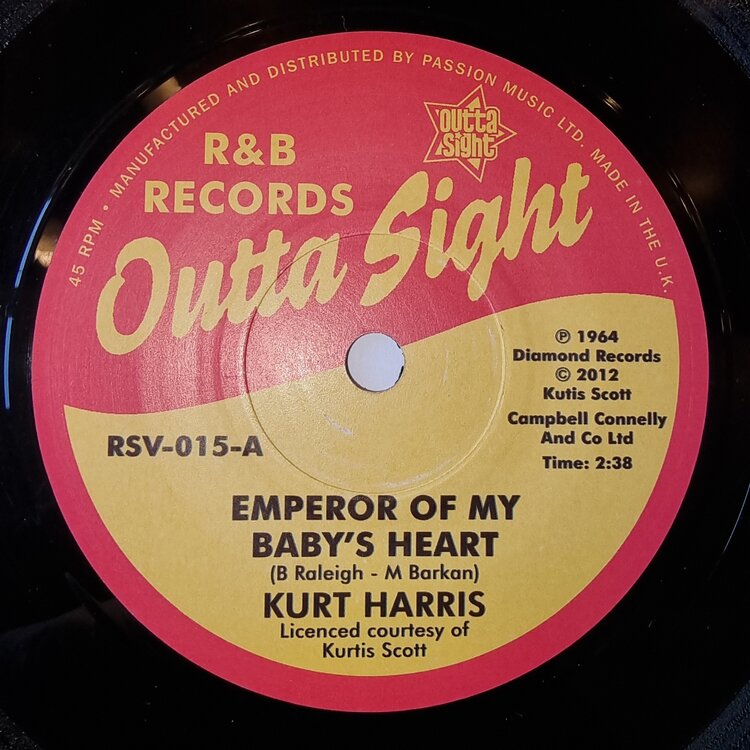 45 RPM • MANUFACTURED AND DISTRIBUTED BY PASSION MUSIC LTD. MADE IN THE U.K.
outta
sight
R&B
RECORDS
Outta Sight
℗ 1964
Diamond Records
© 2012
Kutis Scott
Campbell Connelly
And Co Ltd
Time: 2:38
RSV-015-A
EMPEROR OF MY
BABY'S HEART
(B Raleigh - M Barkan)
KURT HARRIS
Licenced courtesy of
Kurtis Scott